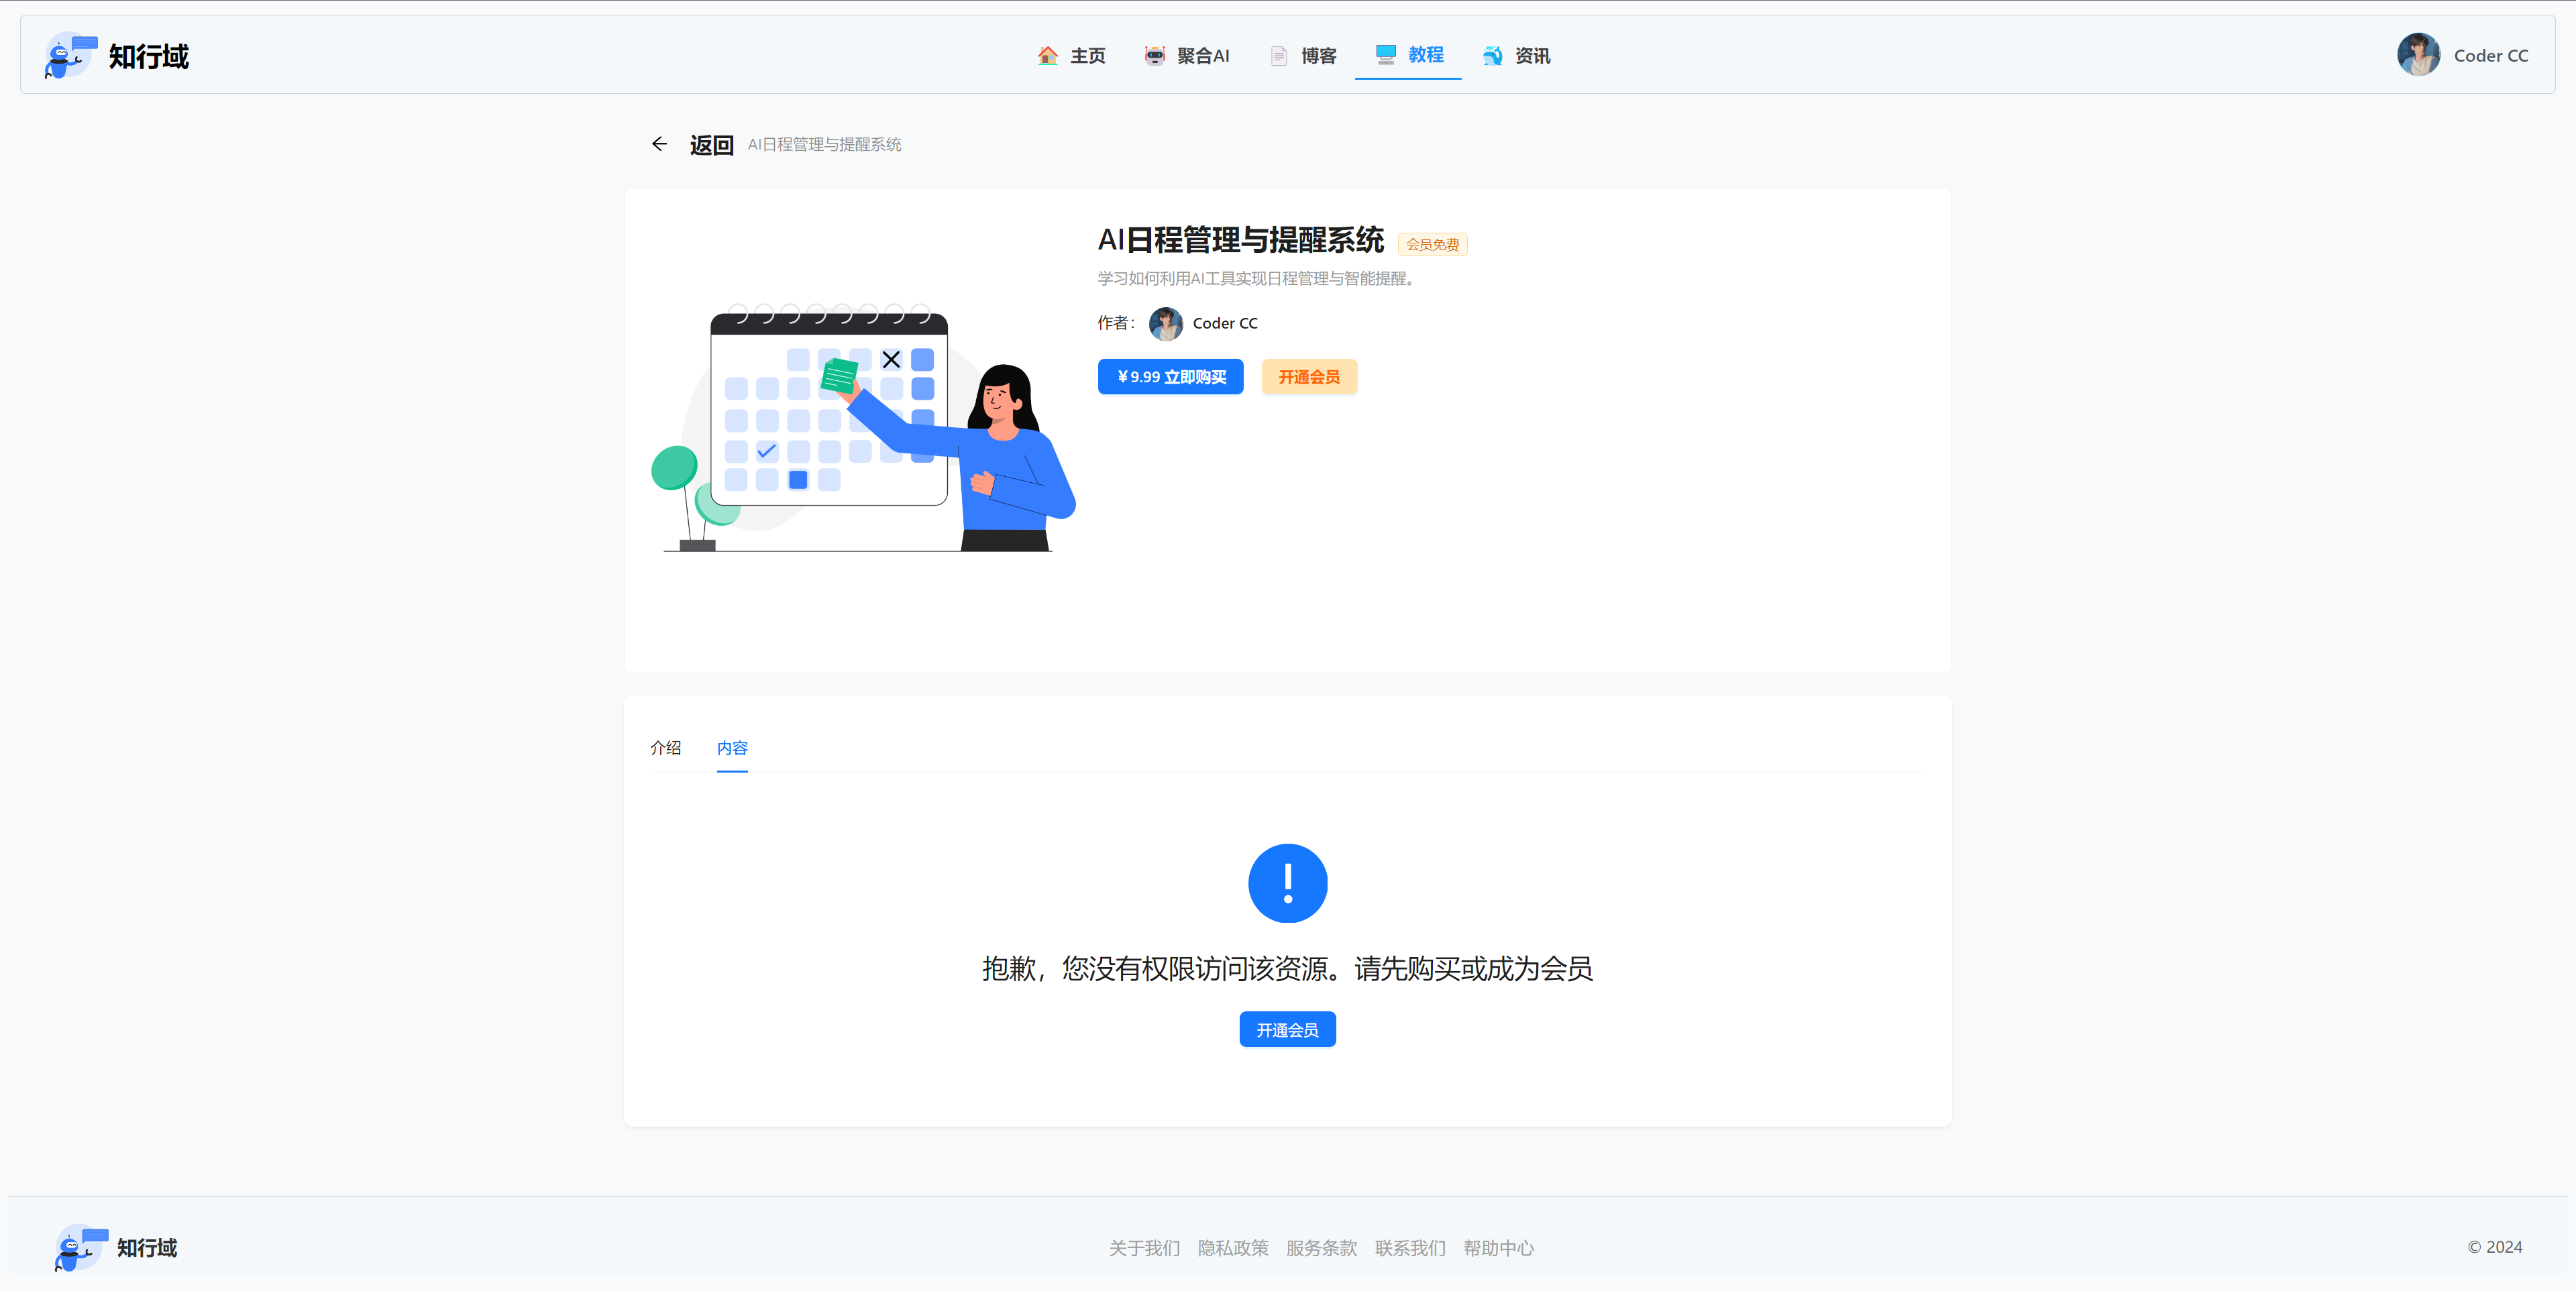 知行域
主页 聚合AI 博客 教程 资讯
Coder CC
返回 AI日程管理与提醒系统
AI日程管理与提醒系统 会员免费
学习如何利用AI工具实现日程管理与智能提醒。
作者： Coder CC
￥9.99 立即购买 开通会员
介绍 内容
抱歉，您没有权限访问该资源。请先购买或成为会员
开通会员
知行域
关于我们 隐私政策 服务条款 联系我们 帮助中心
© 2024